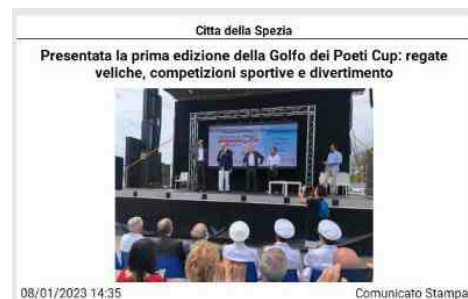 Citta della Spezia
Presentata la prima edizione della Golfo dei Poeti Cup: regate
veliche, competizioni sportive e divertimento
08/01/2023 14:35
Comunicato Stampa